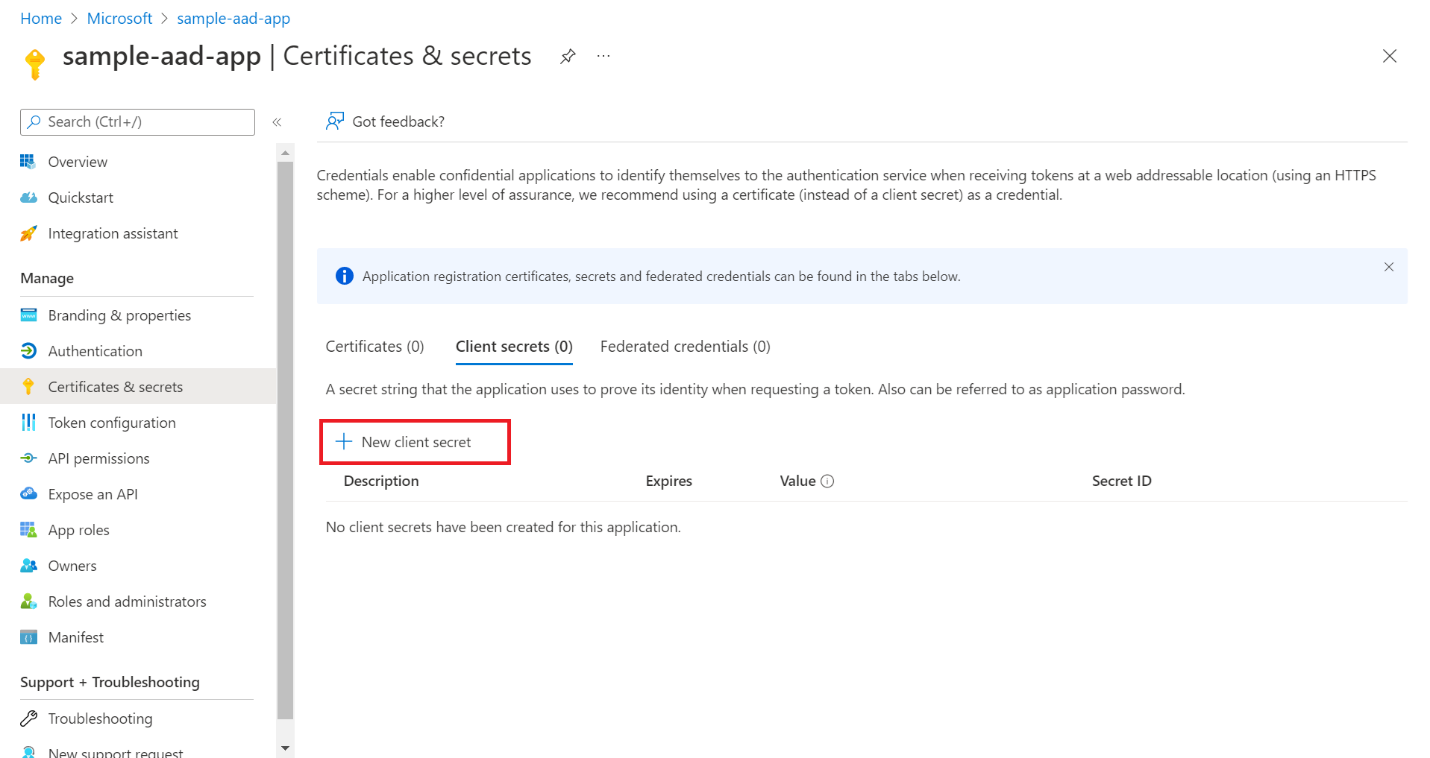 Home > Microsoft > sample-aad-app
sample-aad-app | Certificates & secrets
Search (Ctrl+/)
Overview
Quickstart
Integration assistant
Manage
Branding & properties
Authentication
Certificates & secrets
Token configuration
API permissions
Expose an API
App roles
Owners
Roles and administrators
Manifest
Support + Troubleshooting
Troubleshooting
New support request
Got feedback?
Credentials enable confidential applications to identify themselves to the authentication service when receiving tokens at a web addressable location (using an HTTPS
scheme). For a higher level of assurance, we recommend using a certificate (instead of a client secret) as a credential.
Application registration certificates, secrets and federated credentials can be found in the tabs below.
Certificates (0) Client secrets (0) Federated credentials (0)
A secret string that the application uses to prove its identity when requesting a token. Also can be referred to as application password.
New client secret
Description Expires Value Secret ID
No client secrets have been created for this application.